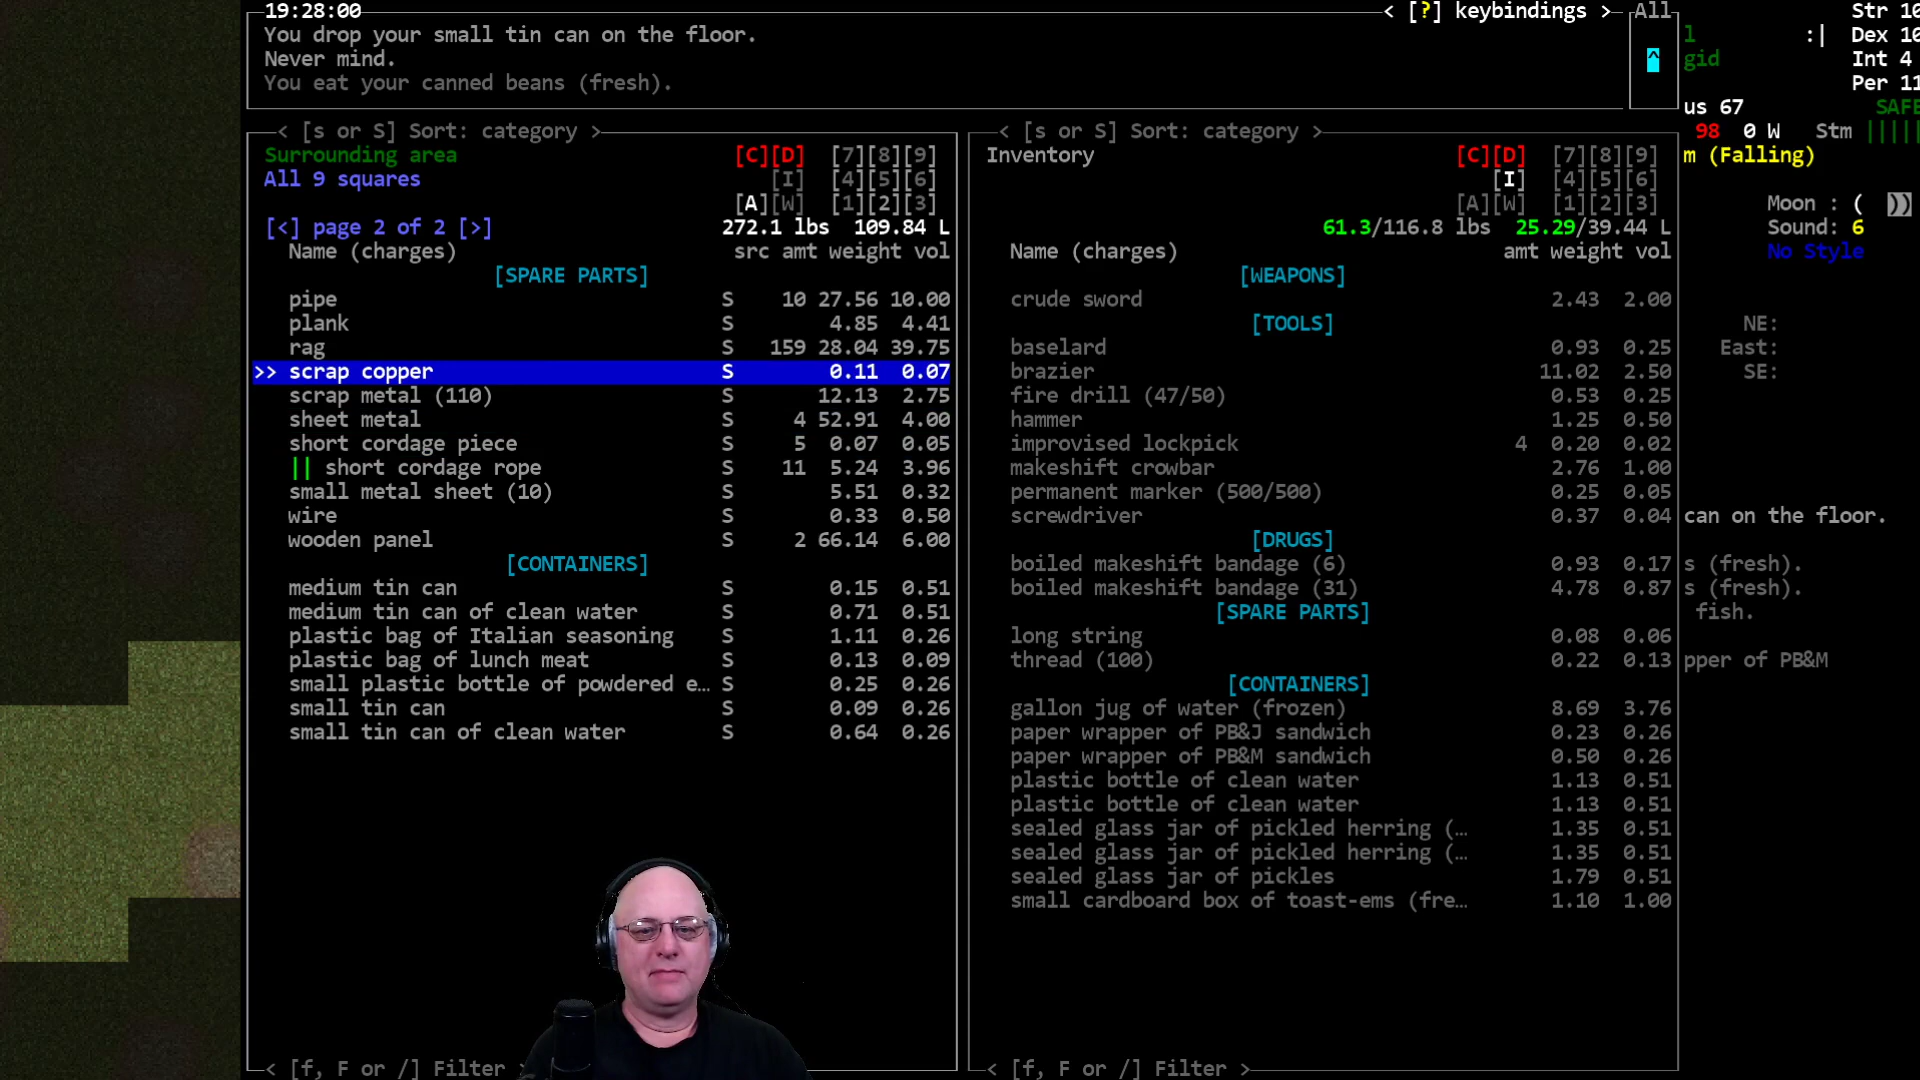 19:28:00 < [?] keybindings > All Str 10
You drop your small tin can on the floor. l :| Dex 10
Never mind. ^ gid Int 4
You eat your canned beans (fresh). Per 11
us 67 SAFE
< [s or S] Sort: category > < [s or S] Sort: category > 98 0 W Stm |||||
Surrounding area [C][D] [7][8][9] Inventory [C][D] [7][8][9] m (Falling)
All 9 squares [I] [4][5][6] [I] [4][5][6]
[A][W] [1][2][3] [A][W] [1][2][3] Moon : ( ))
[<] page 2 of 2 [>] 272.1 lbs 109.84 L 61.3/116.8 lbs 25.29/39.44 L Sound: 6
Name (charges) src amt weight vol Name (charges) amt weight vol No Style
[SPARE PARTS] [WEAPONS]
pipe S 10 27.56 10.00 crude sword 2.43 2.00
plank S 4.85 4.41 [TOOLS] NE:
rag S 159 28.04 39.75 baselard 0.93 0.25 East:
>> scrap copper S 0.11 0.07 brazier 11.02 2.50 SE:
scrap metal (110) S 12.13 2.75 fire drill (47/50) 0.53 0.25
sheet metal S 4 52.91 4.00 hammer 1.25 0.50
short cordage piece S 5 0.07 0.05 improvised lockpick 4 0.20 0.02
|| short cordage rope S 11 5.24 3.96 makeshift crowbar 2.76 1.00
small metal sheet (10) S 5.51 0.32 permanent marker (500/500) 0.25 0.05
wire S 0.33 0.50 screwdriver 0.37 0.04 can on the floor.
wooden panel S 2 66.14 6.00 [DRUGS]
[CONTAINERS] boiled makeshift bandage (6) 0.93 0.17 s (fresh).
medium tin can S 0.15 0.51 boiled makeshift bandage (31) 4.78 0.87 s (fresh).
medium tin can of clean water S 0.71 0.51 [SPARE PARTS] fish.
plastic bag of Italian seasoning S 1.11 0.26 long string 0.08 0.06
plastic bag of lunch meat S 0.13 0.09 thread (100) 0.22 0.13 pper of PB&M
small plastic bottle of powdered e… S 0.25 0.26 [CONTAINERS]
small tin can S 0.09 0.26 gallon jug of water (frozen) 8.69 3.76
small tin can of clean water S 0.64 0.26 paper wrapper of PB&J sandwich 0.23 0.26
paper wrapper of PB&M sandwich 0.50 0.26
plastic bottle of clean water 1.13 0.51
plastic bottle of clean water 1.13 0.51
sealed glass jar of pickled herring (… 1.35 0.51
sealed glass jar of pickled herring (… 1.35 0.51
sealed glass jar of pickles 1.79 0.51
small cardboard box of toast-ems (fre… 1.10 1.00
< [f, F or /] Filter > < [f, F or /] Filter >